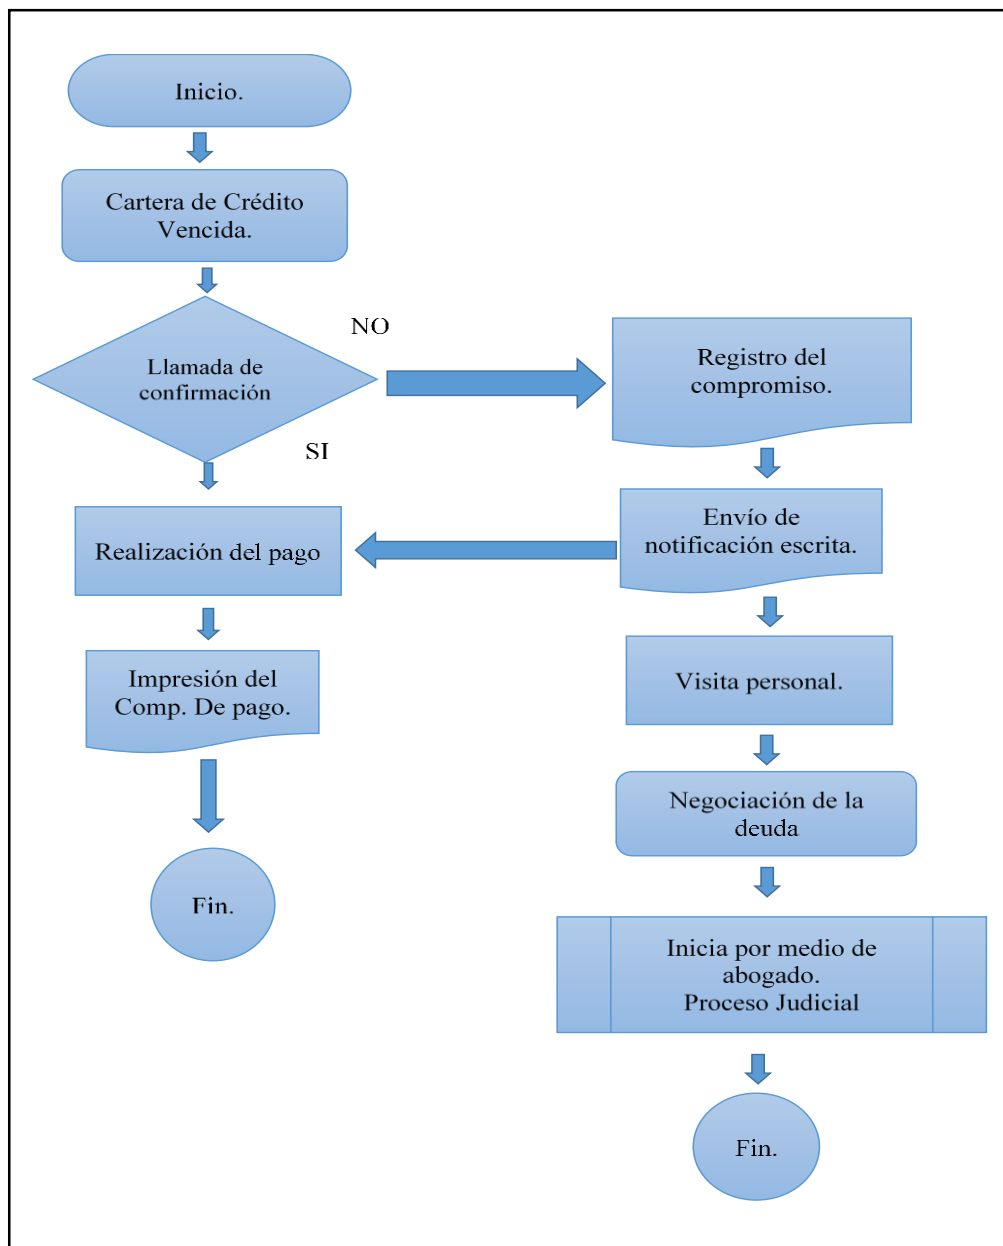 Inicio.
Cartera de Crédito
Vencida.
Llamada de
confirmación
NO
SI
Registro del
compromiso.
Envío de
notificación escrita.
Realización del pago
Impresión del
Comp. De pago.
Fin.
Visita personal.
Negociación de la
deuda
Inicia por medio de
abogado.
Proceso Judicial
Fin.